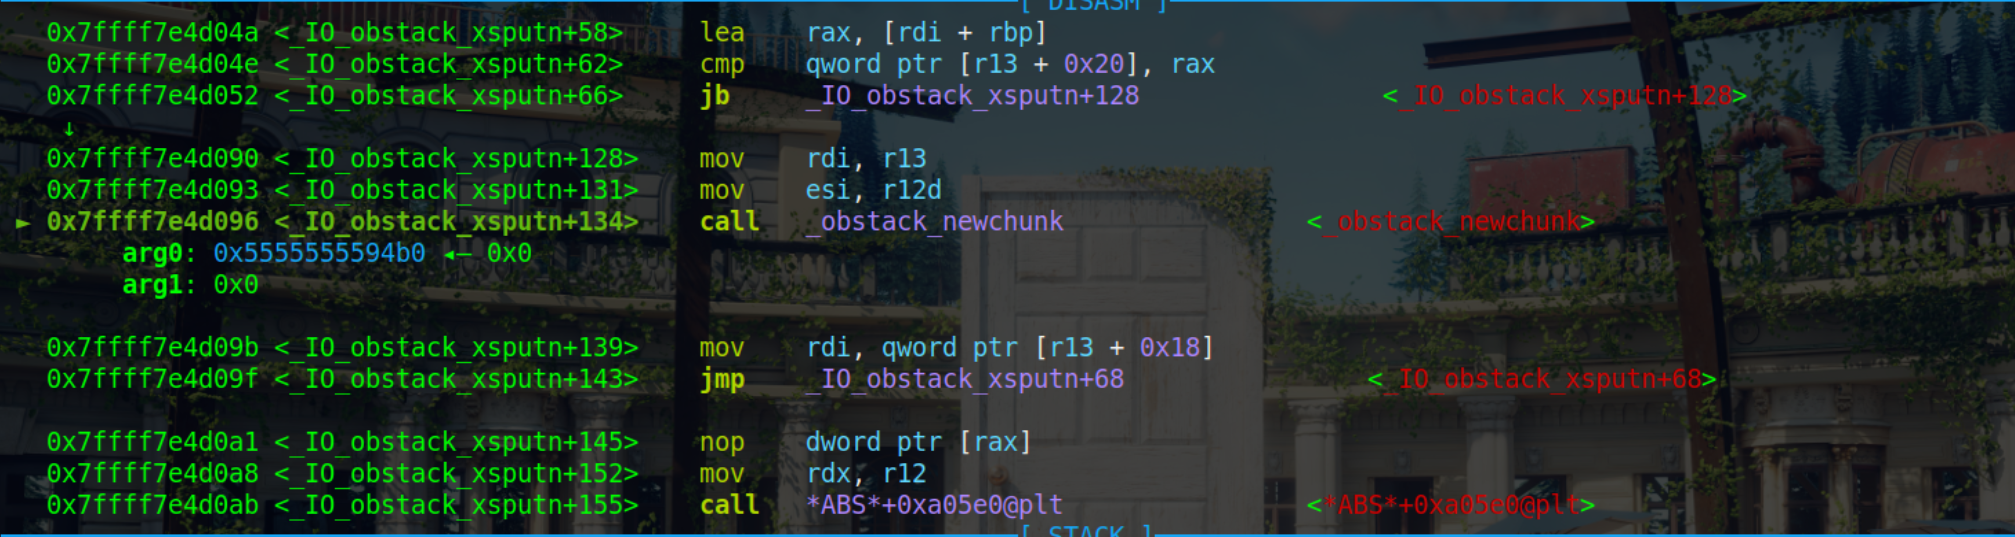 [ DISASM ]
0x7ffff7e4d04a <_IO_obstack_xsputn+58> lea rax, [rdi + rbp]
0x7ffff7e4d04e <_IO_obstack_xsputn+62> cmp qword ptr [r13 + 0x20], rax
0x7ffff7e4d052 <_IO_obstack_xsputn+66> jb _IO_obstack_xsputn+128 <_IO_obstack_xsputn+128>
↓
0x7ffff7e4d090 <_IO_obstack_xsputn+128> mov rdi, r13
0x7ffff7e4d093 <_IO_obstack_xsputn+131> mov esi, r12d
► 0x7ffff7e4d096 <_IO_obstack_xsputn+134> call _obstack_newchunk <_obstack_newchunk>
arg0: 0x5555555594b0 ◂— 0x0
arg1: 0x0
0x7ffff7e4d09b <_IO_obstack_xsputn+139> mov rdi, qword ptr [r13 + 0x18]
0x7ffff7e4d09f <_IO_obstack_xsputn+143> jmp _IO_obstack_xsputn+68 <_IO_obstack_xsputn+68>
0x7ffff7e4d0a1 <_IO_obstack_xsputn+145> nop dword ptr [rax]
0x7ffff7e4d0a8 <_IO_obstack_xsputn+152> mov rdx, r12
0x7ffff7e4d0ab <_IO_obstack_xsputn+155> call *ABS*+0xa05e0@plt <*ABS*+0xa05e0@plt>
[ STACK ]